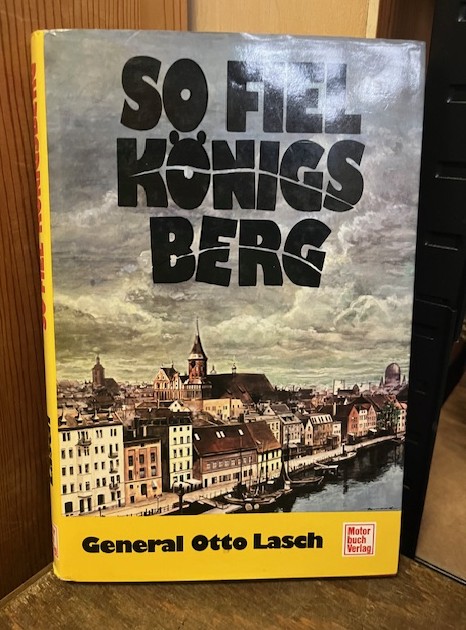 SO FIEL
KÖNIGS
BERG
General Otto Lasch
Motor
buch
Verlag